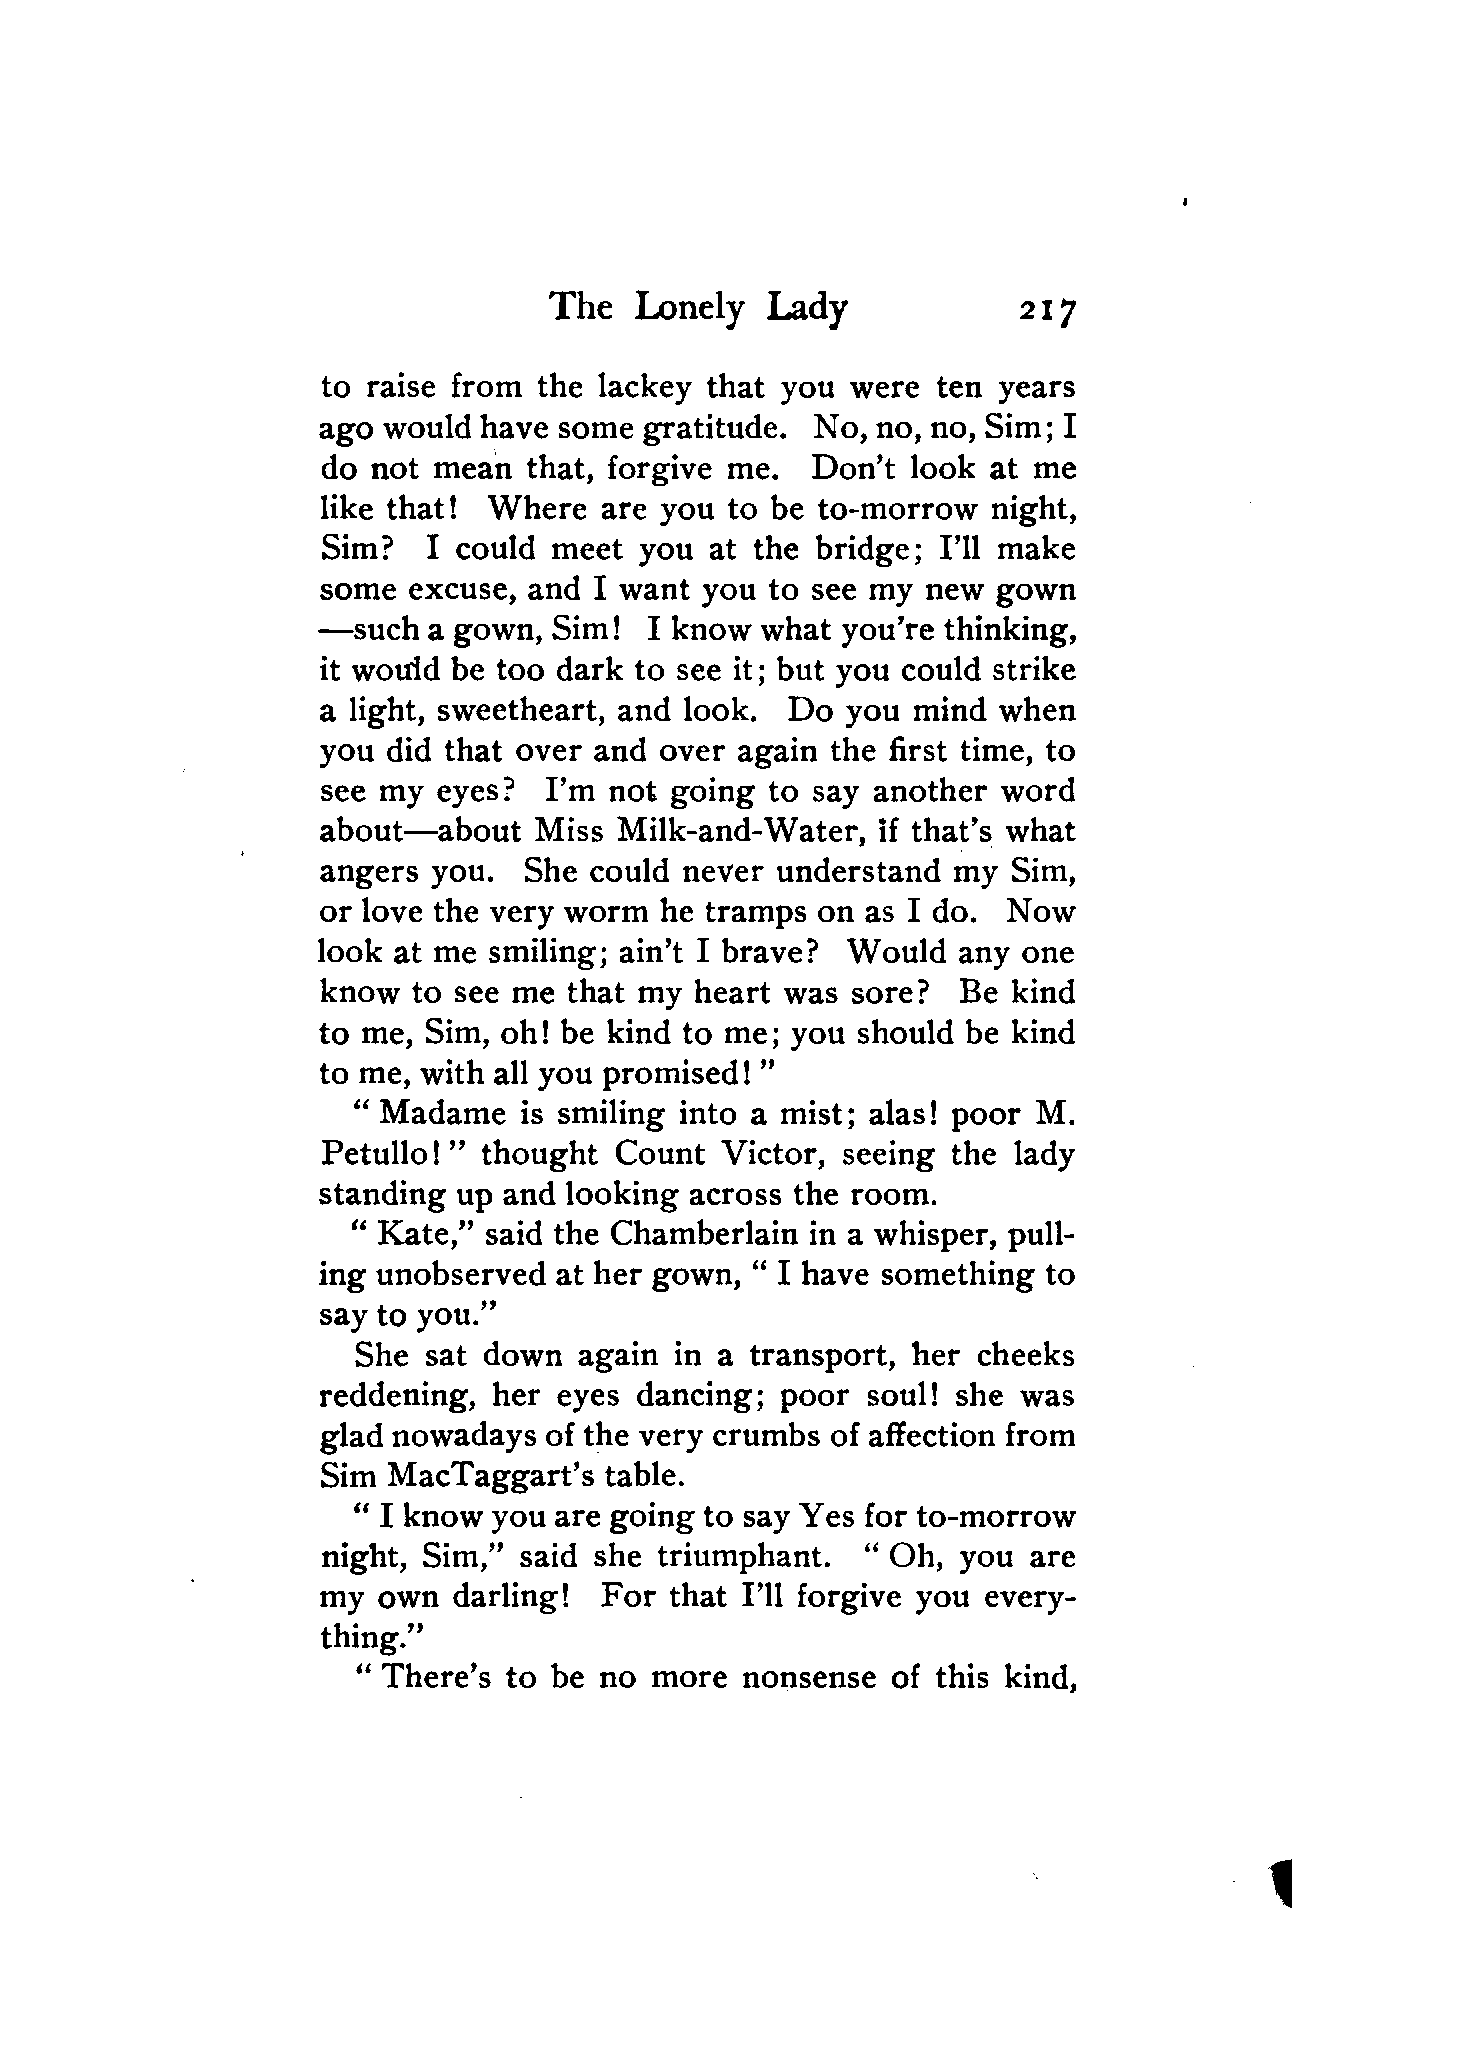 The Lonely Lady 217
to raise from the lackey that you were ten years
ago would have some gratitude. No, no, no, Sim; I
do not mean that, forgive me. Don't look at me
like that! Where are you to be to-morrow night,
Sim? I could meet you at the bridge; I'll make
some excuse, and I want you to see my new gown
—such a gown, Sim! I know what you're thinking,
it would be too dark to see it; but you could strike
a light, sweetheart, and look. Do you mind when
you did that over and over again the first time, to
see my eyes? I'm not going to say another word
about—about Miss Milk-and-Water, if that's what
angers you. She could never understand my Sim,
or love the very worm he tramps on as I do. Now
look at me smiling; ain't I brave? Would any one
know to see me that my heart was sore? Be kind
to me, Sim, oh! be kind to me; you should be kind
to me, with all you promised!"
"Madame is smiling into a mist; alas! poor M.
Petullo!" thought Count Victor, seeing the lady
standing up and looking across the room.
"Kate," said the Chamberlain in a whisper, pull-
ing unobserved at her gown, "I have something to
say to you."
She sat down again in a transport, her cheeks
reddening, her eyes dancing; poor soul! she was
glad nowadays of the very crumbs of affection from
Sim MacTaggart's table.
"I know you are going to say Yes for to-morrow
night, Sim," said she triumphant. "Oh, you are
my own darling! For that I'll forgive you every-
thing."
"There's to be no more nonsense of this kind,